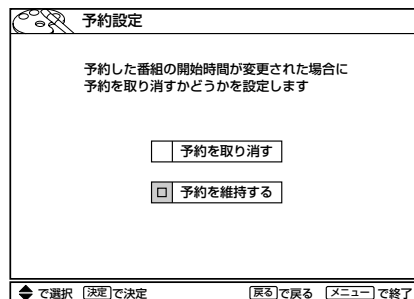 予約設定
予約した番組の開始時間が変更された場合に
予約を取り消すかどうかを設定します
予約を取り消す
予約を維持する
で選択 決定で決定 戻るで戻る メニューで終了